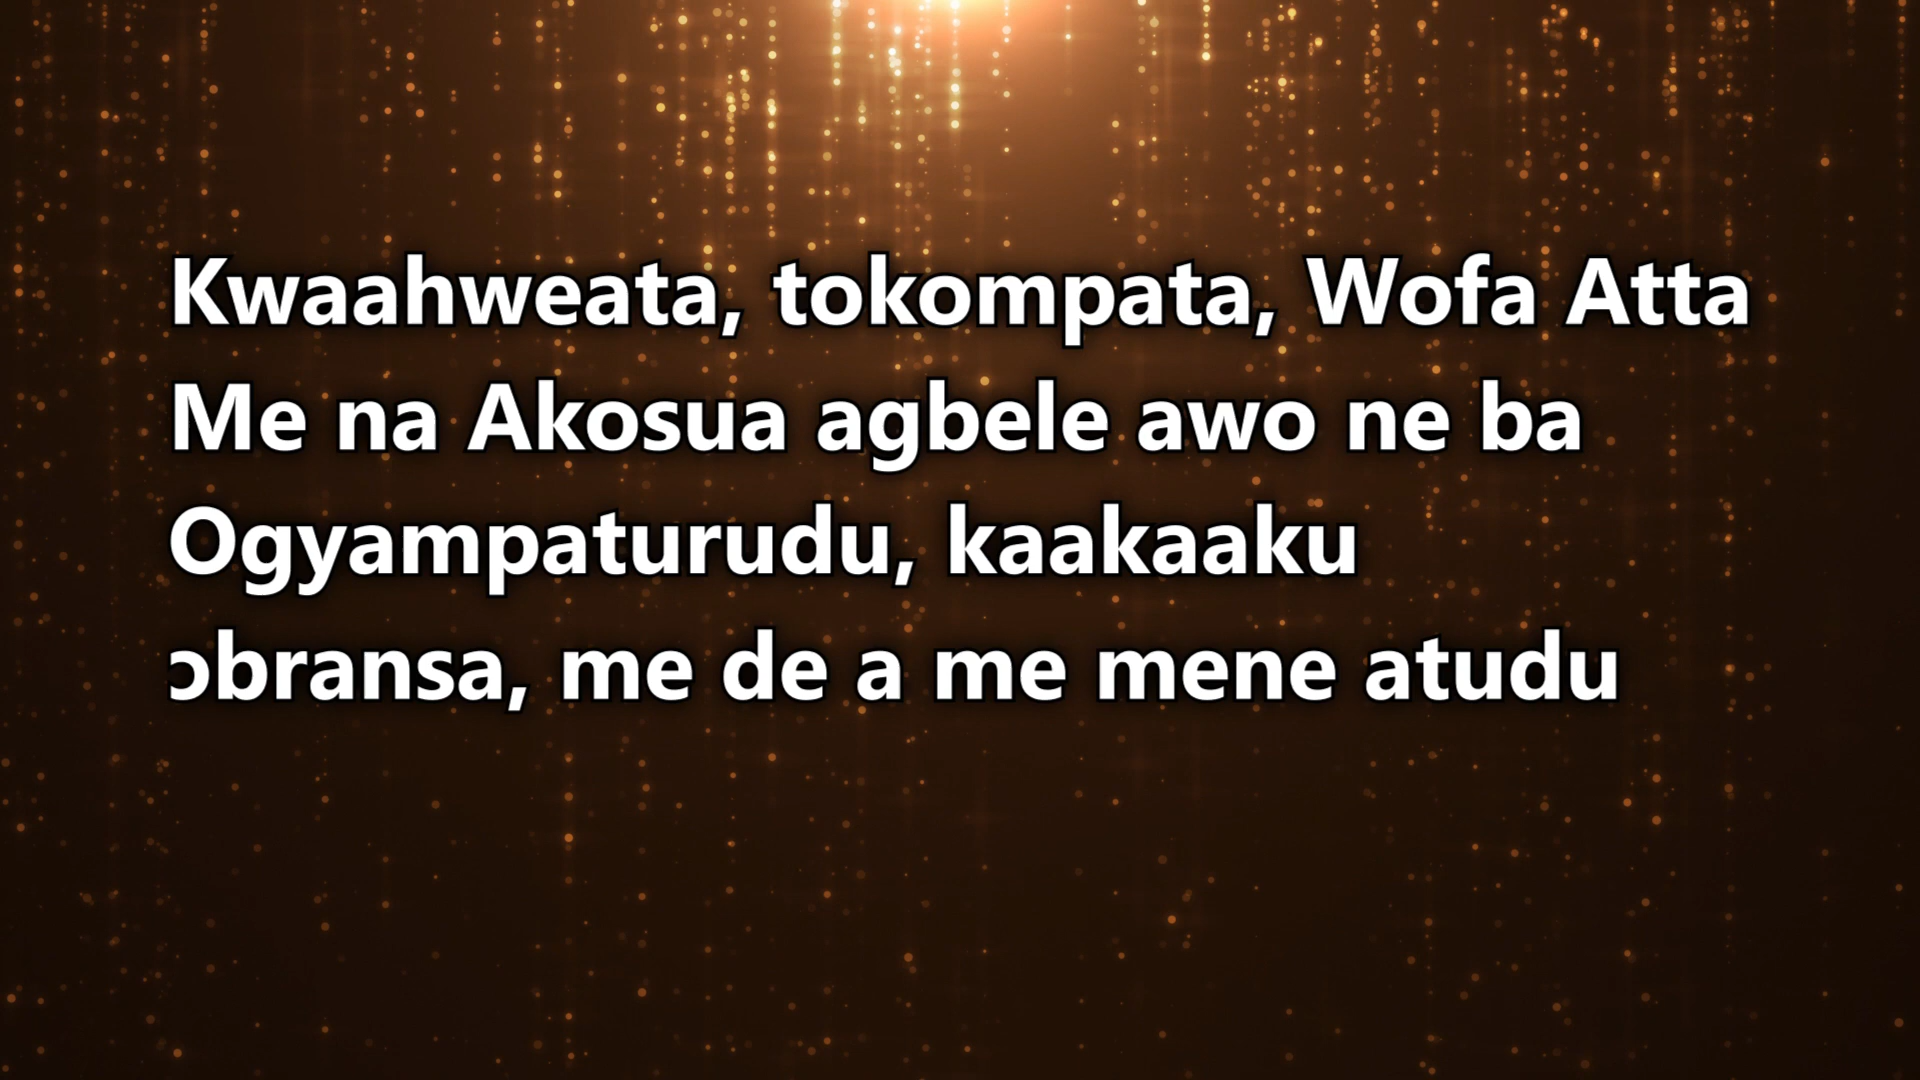 Kwaahweata, tokompata, Wofa Atta
Me na Akosua agbele awo ne ba
Ogyampaturudu, kaakaaku
ɔbransa, me de a me mene atudu